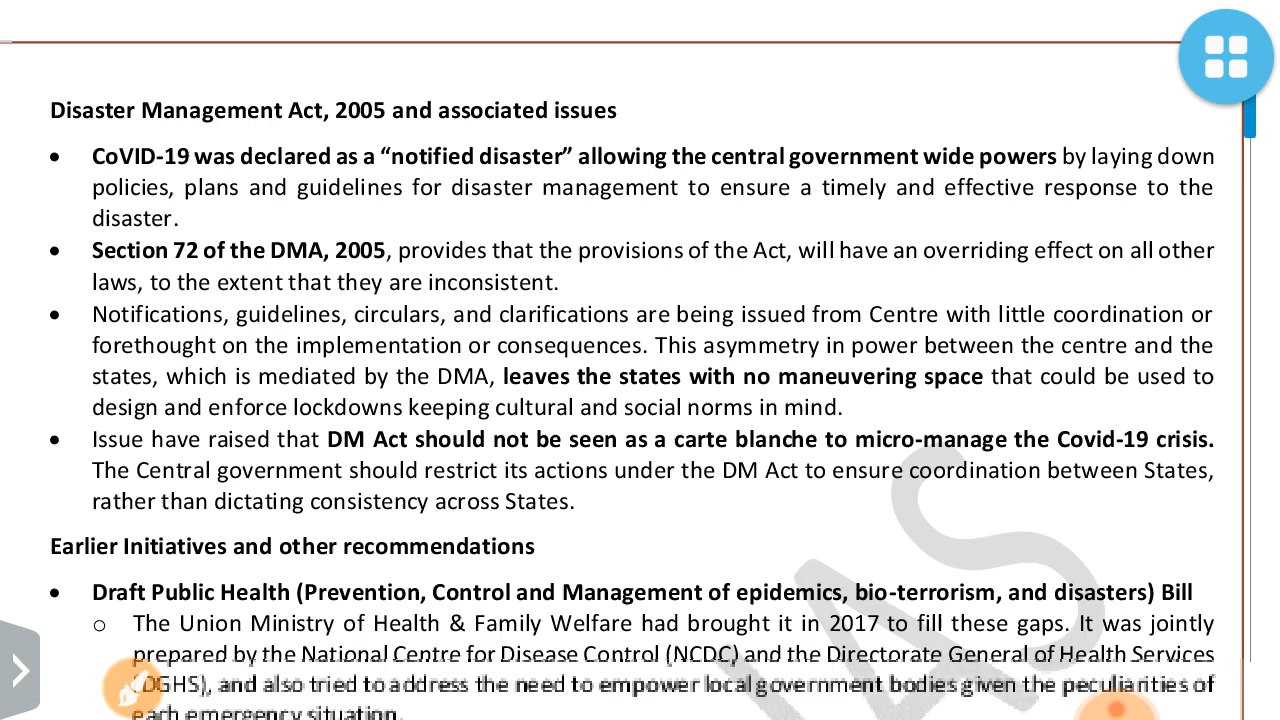 Disaster Management Act, 2005 and associated issues
• CoVID-19 was declared as a “notified disaster” allowing the central government wide powers by laying down
policies, plans and guidelines for disaster management to ensure a timely and effective response to the
disaster.
• Section 72 of the DMA, 2005, provides that the provisions of the Act, will have an overriding effect on all other
laws, to the extent that they are inconsistent.
• Notifications, guidelines, circulars, and clarifications are being issued from Centre with little coordination or
forethought on the implementation or consequences. This asymmetry in power between the centre and the
states, which is mediated by the DMA, leaves the states with no maneuvering space that could be used to
design and enforce lockdowns keeping cultural and social norms in mind.
• Issue have raised that DM Act should not be seen as a carte blanche to micro-manage the Covid-19 crisis.
The Central government should restrict its actions under the DM Act to ensure coordination between States,
rather than dictating consistency across States.
Earlier Initiatives and other recommendations
• Draft Public Health (Prevention, Control and Management of epidemics, bio-terrorism, and disasters) Bill
o The Union Ministry of Health & Family Welfare had brought it in 2017 to fill these gaps. It was jointly
prepared by the National Centre for Disease Control (NCDC) and the Directorate General of Health Services
(DGHS), and also tried to address the need to empower local government bodies given the peculiarities of
each emergency situation.
IAS